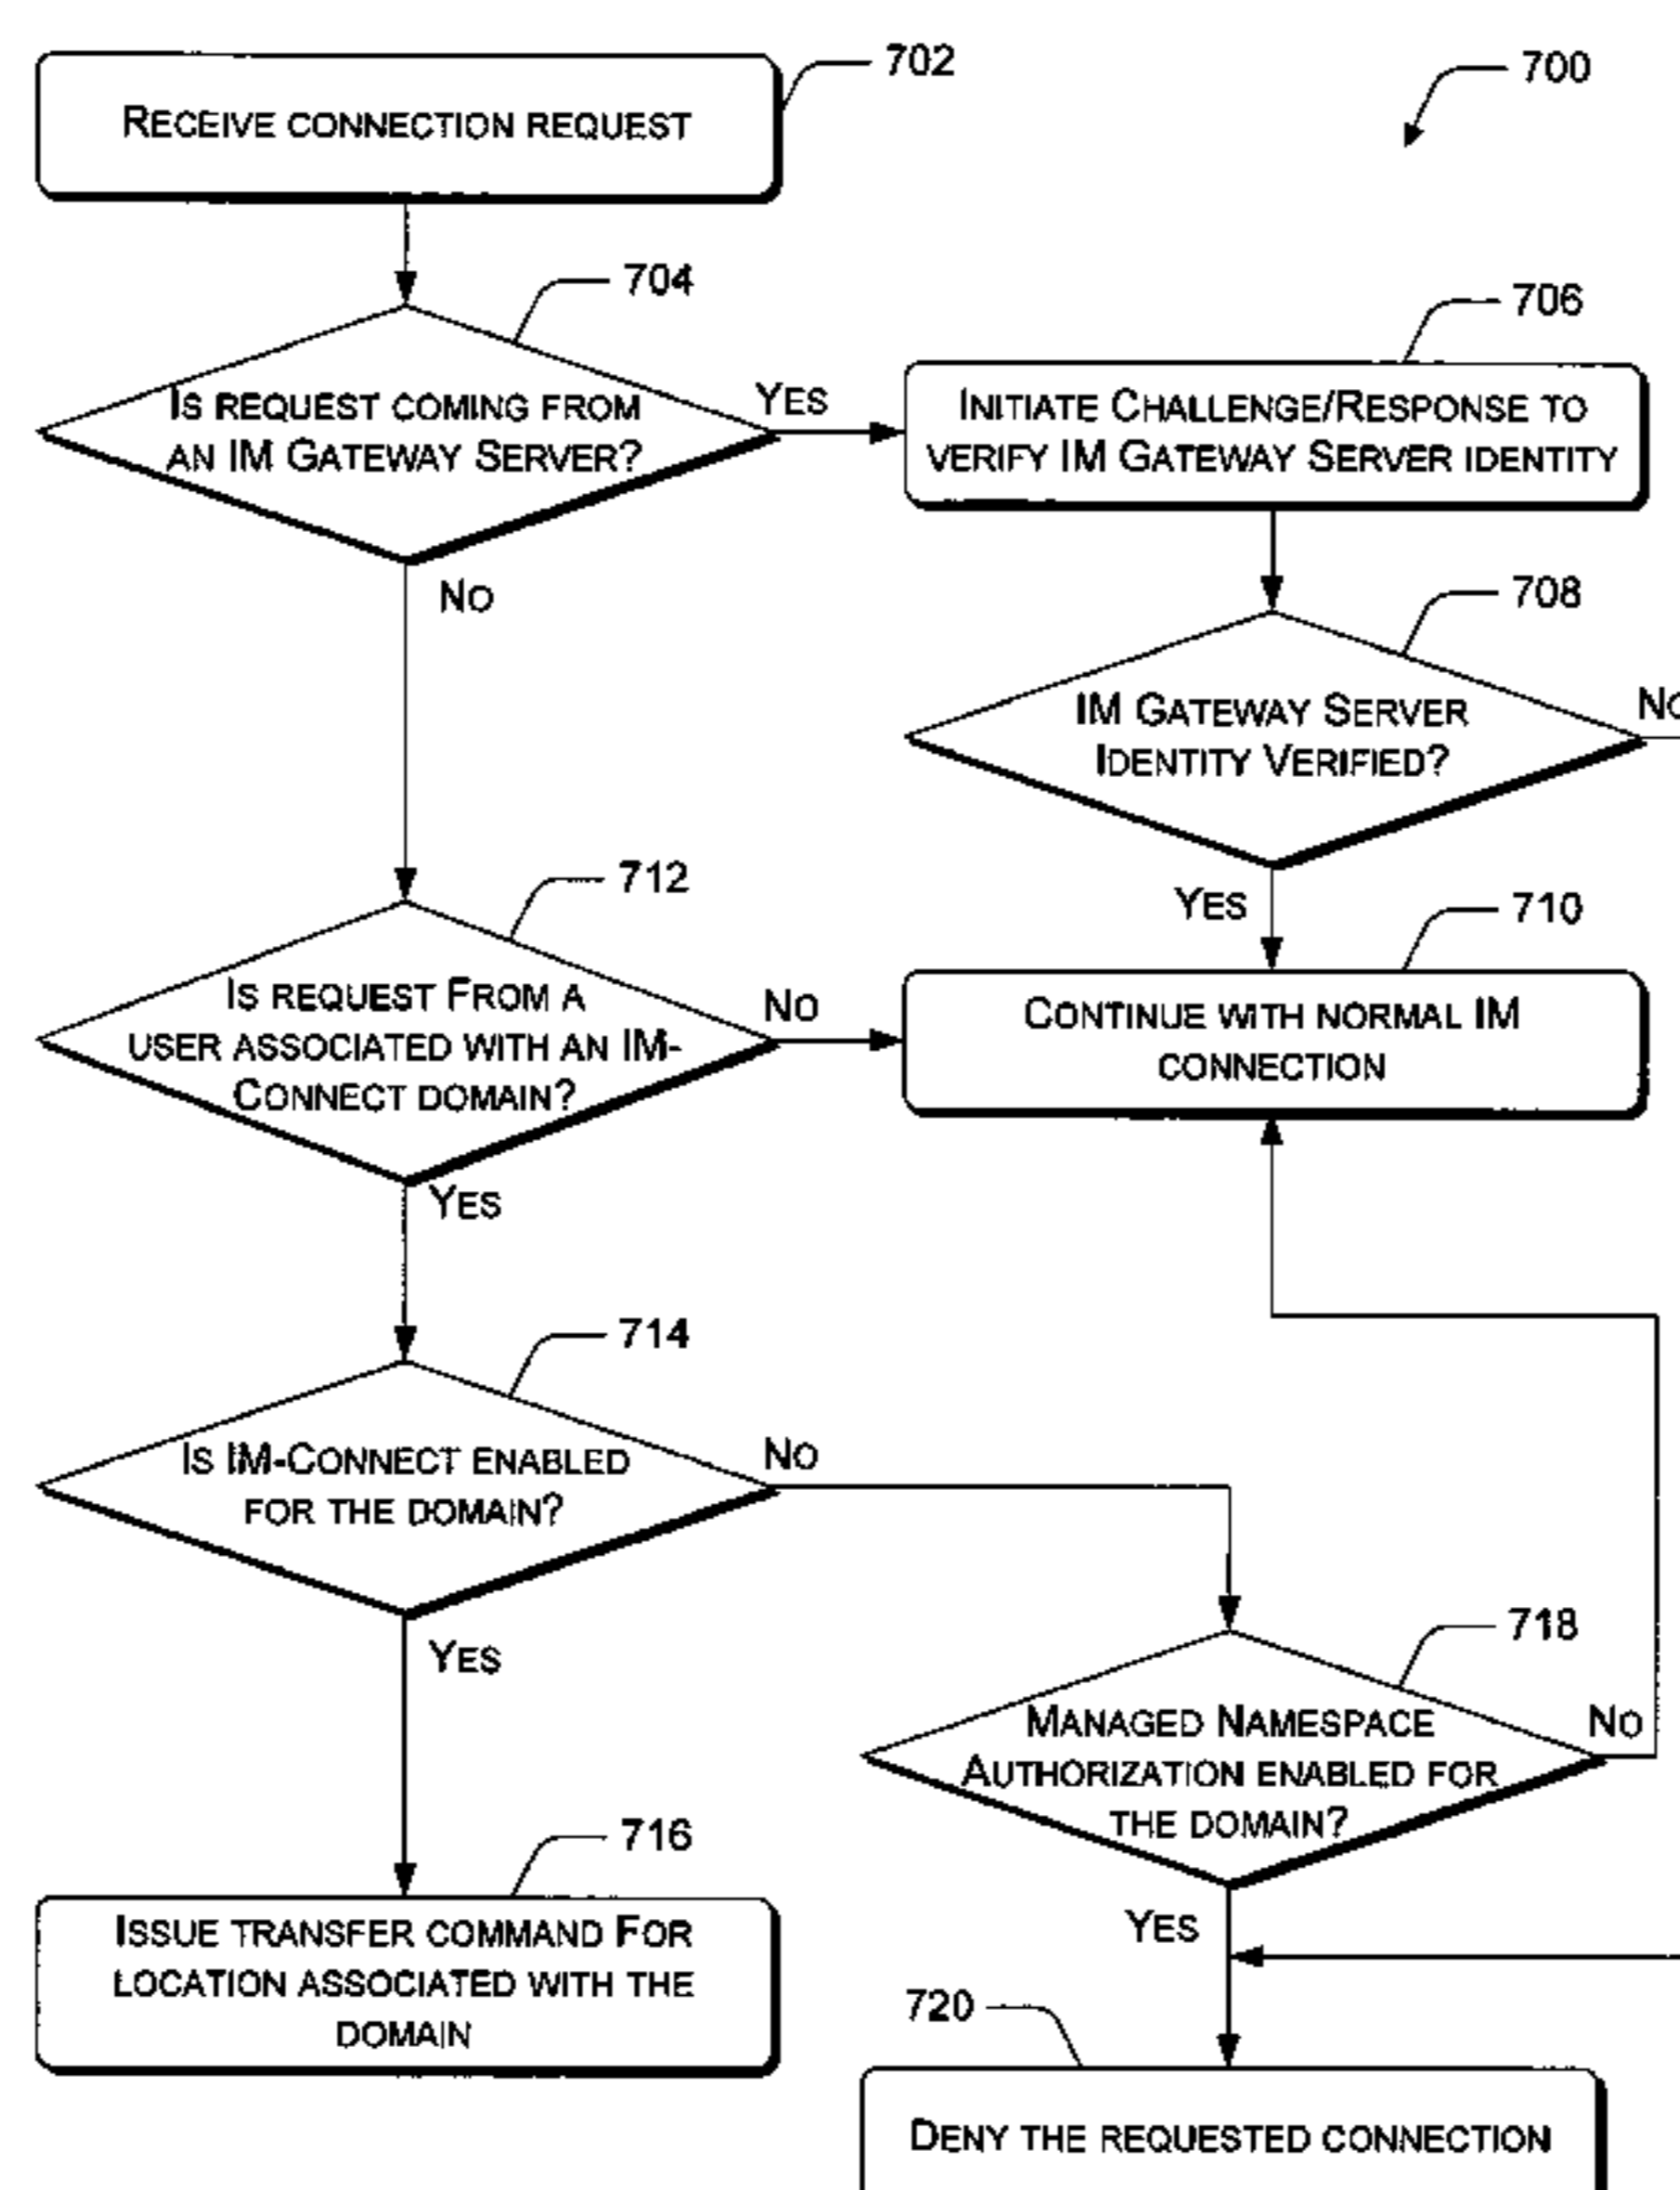 702
700
RECEIVE CONNECTION REQUEST
704
706
IS REQUEST COMING FROM
AN IM GATEWAY SERVER?
YES
INITIATE CHALLENGE/RESPONSE TO
VERIFY IM GATEWAY SERVER IDENTITY
NO
708
IM GATEWAY SERVER
IDENTITY VERIFIED?
NO
YES
712
710
IS REQUEST FROM A
USER ASSOCIATED WITH AN IM-
CONNECT DOMAIN?
NO
CONTINUE WITH NORMAL IM
CONNECTION
YES
714
IS IM-CONNECT ENABLED
FOR THE DOMAIN?
NO
YES
718
MANAGED NAMESPACE
AUTHORIZATION ENABLED FOR
THE DOMAIN?
NO
YES
716
ISSUE TRANSFER COMMAND FOR
LOCATION ASSOCIATED WITH THE
DOMAIN
720
DENY THE REQUESTED CONNECTION